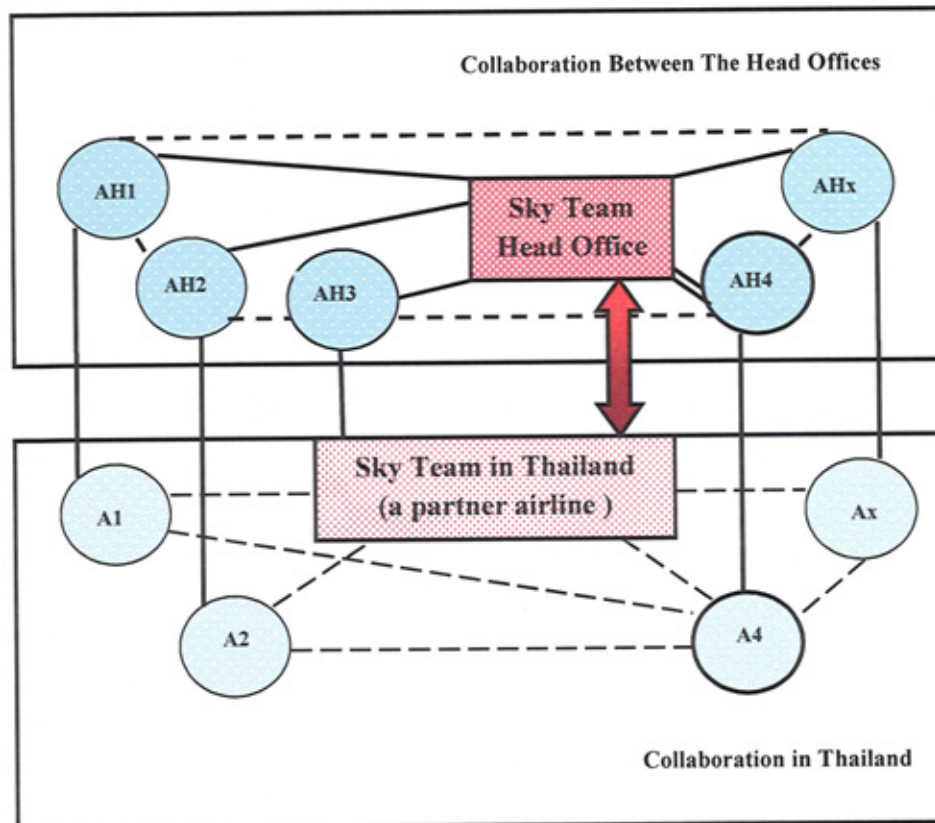 Collaboration Between The Head Offices
AH1
AHx
Sky Team
Head Office
AH2
AH3
AH4
Sky Team in Thailand
(a partner airline )
A1
Ax
A2
A4
Collaboration in Thailand